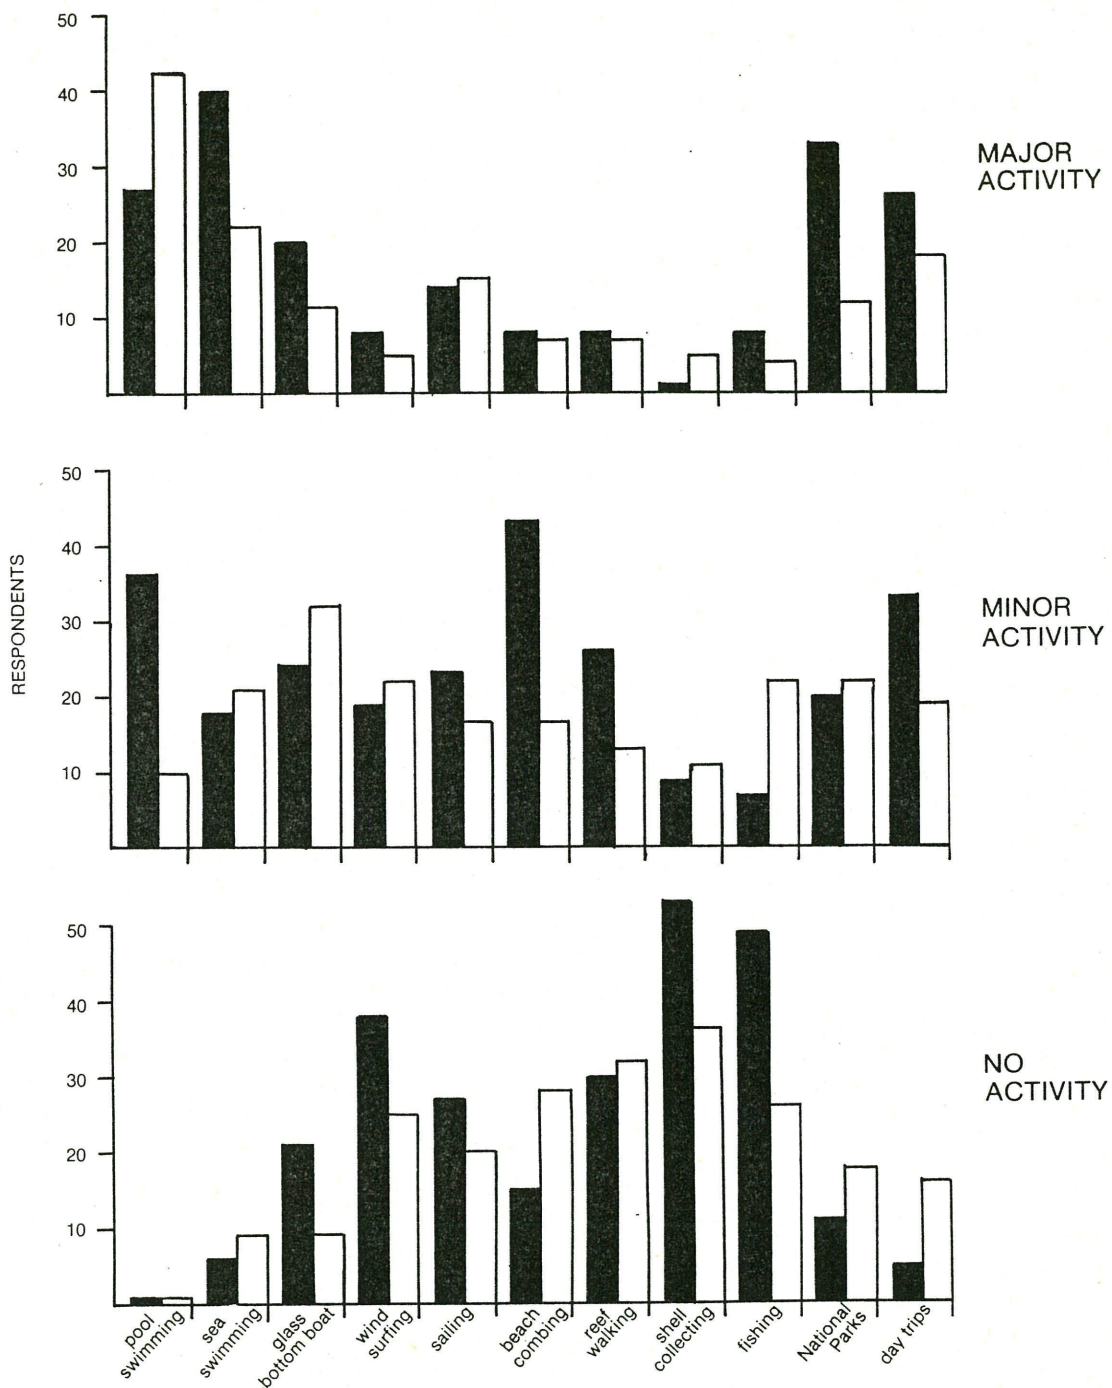 50
40
30
20
10
MAJOR
ACTIVITY
50
40
30
20
10
MINOR
ACTIVITY
RESPONDENTS
50
40
30
20
10
NO
ACTIVITY
pool
swimming
sea
swimming
glass
bottom boat
wind
surfing
sailing
beach
combing
reef
walking
shell
collecting
fishing
National
Parks
day trips